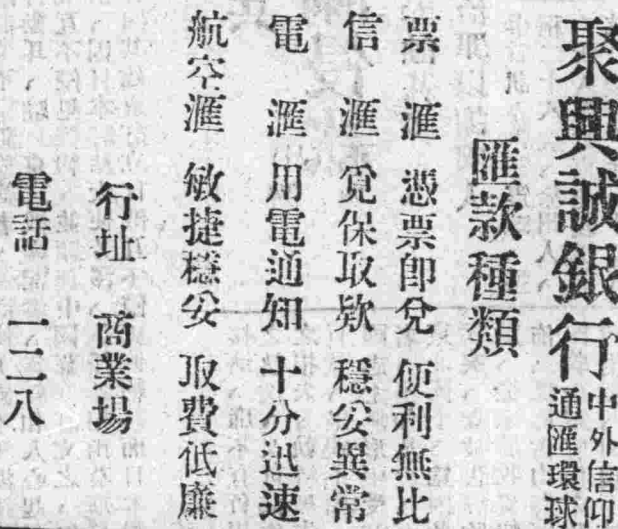 聚興誠銀行
中外信仰
通匯環球
匯款種類
票滙 憑票卽兌 便利無比
信滙 覓保取欵 穩妥異常
電滙 用電通知 十分迅速
航空滙 敏捷穩妥 取費低廉
行址 商業場
電話 一二八